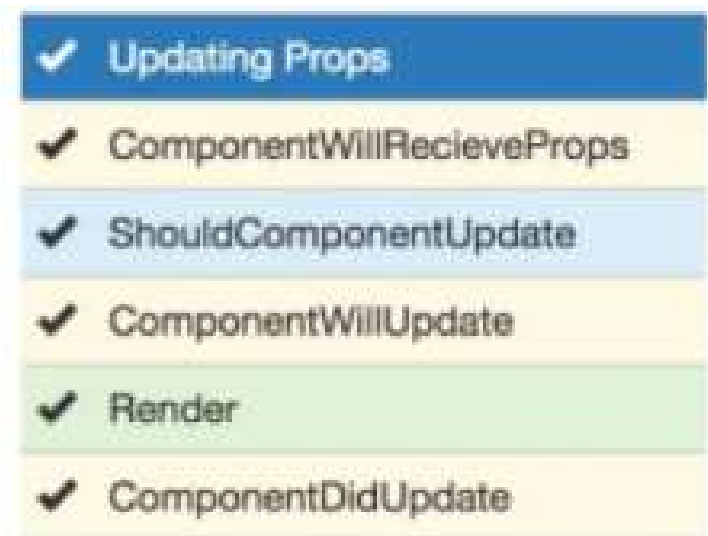 Updating Props
ComponentWillRecieveProps
ShouldComponentUpdate
ComponentWillUpdate
Render
ComponentDidUpdate